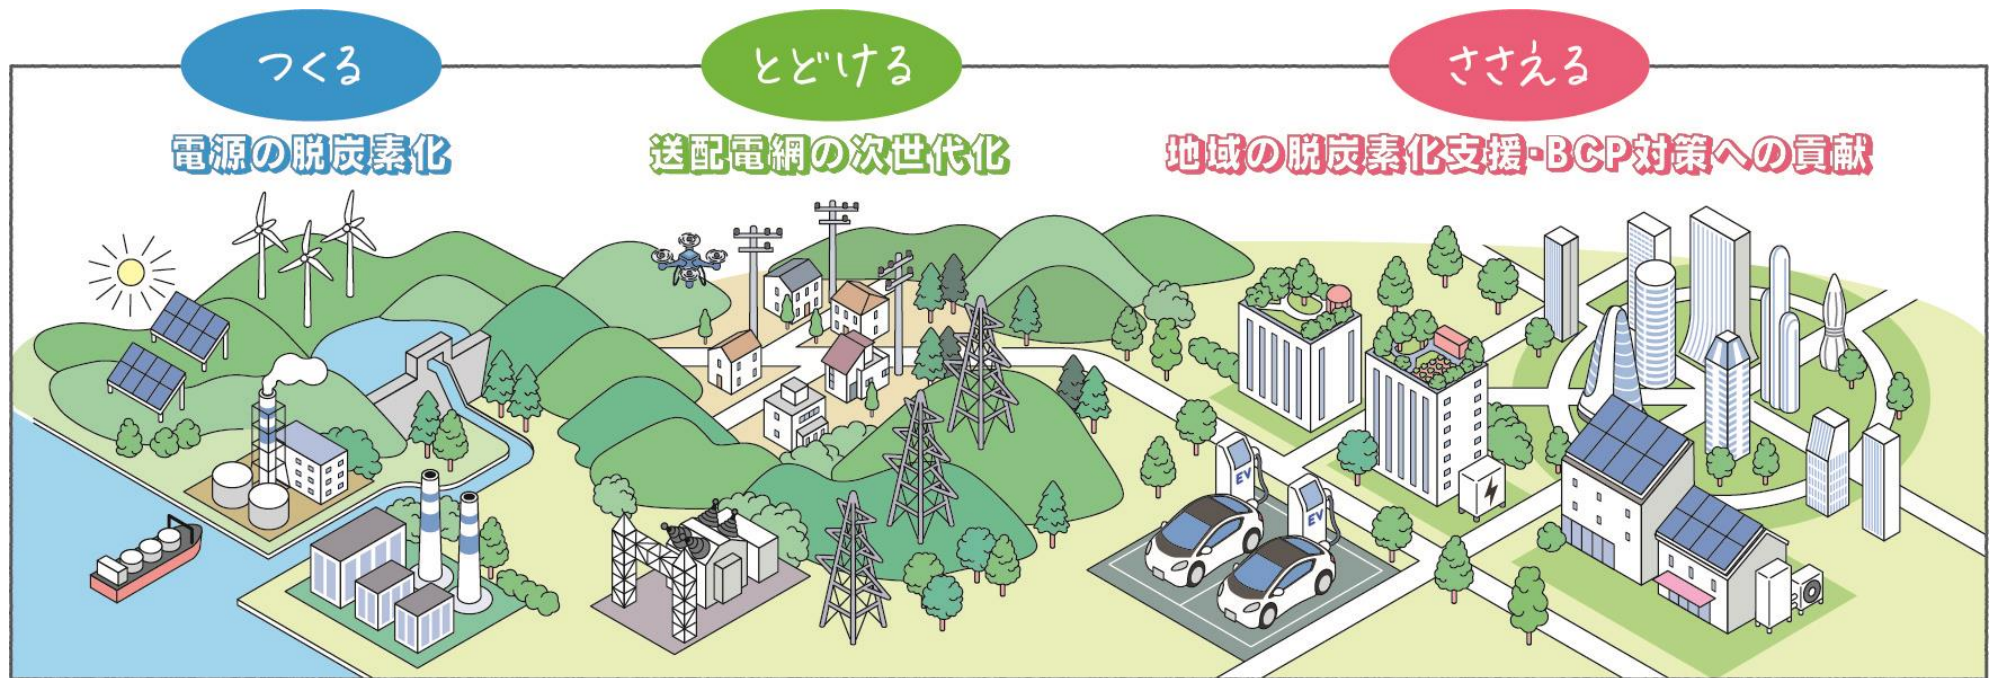 つくる
電源の脱炭素化
とどける
送配電網の次世代化
ささえる
地域の脱炭素化支援・BCP対策への貢献
EV
EV